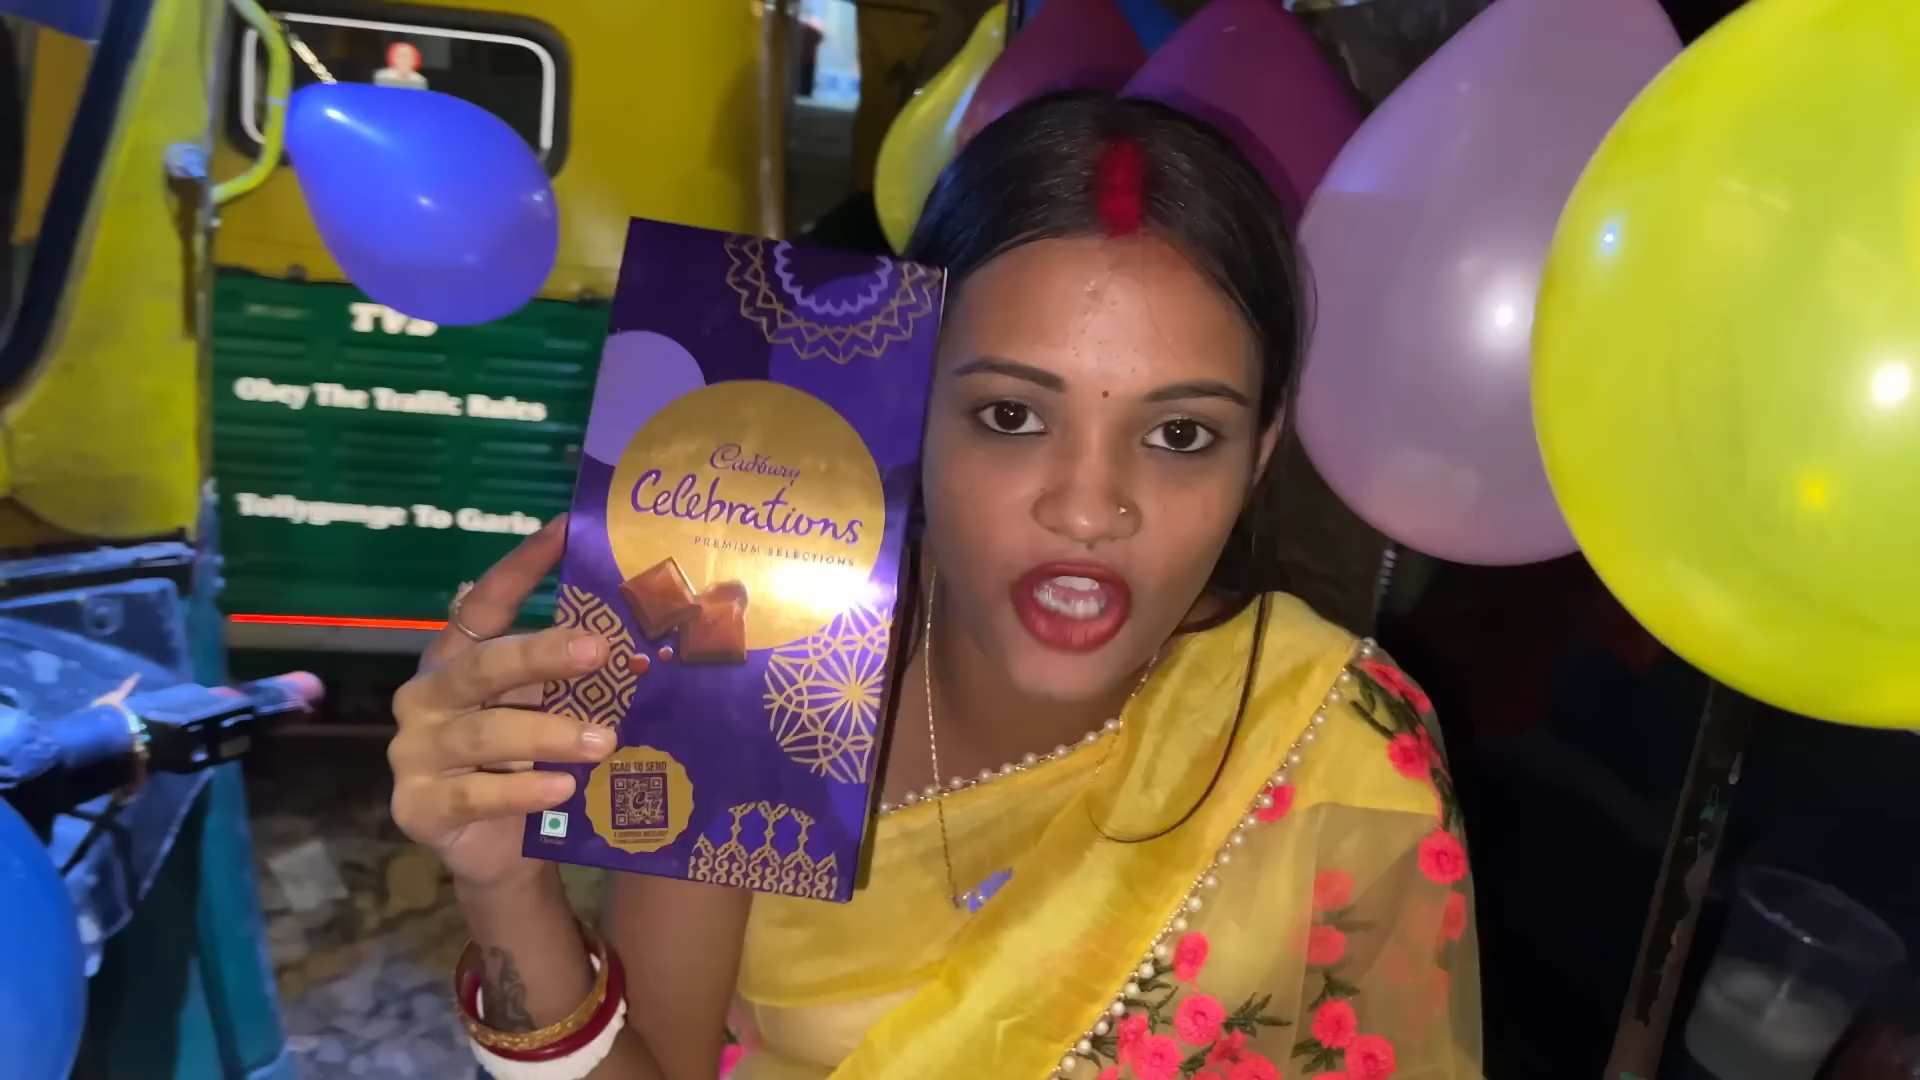 TVS
Obey The Traffic Rules
Tollygunge To Garia
Cadbury
Celebrations
PREMIUM SELECTIONS
SCAN TO SEND